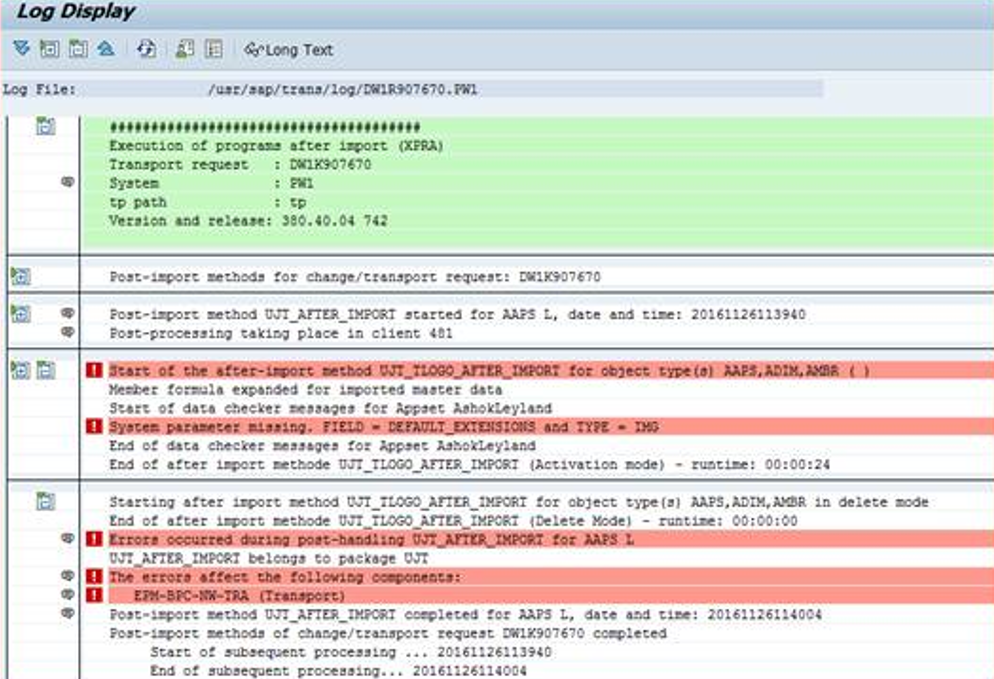 Log Display
Long Text
Log File: /usr/sap/trans/log/DW1R907670.PW1
######################################
Execution of programs after import (XPRA)
Transport request : DW1K907670
System : PW1
tp path : tp
Version and release: 380.40.04 742
Post-import methods for change/transport request: DW1K907670
Post-import method UJT_AFTER_IMPORT started for AAPS L, date and time: 20161126113940
Post-processing taking place in client 481
Start of the after-import method UJT_TLOGO_AFTER_IMPORT for object type(s) AAPS,ADIM,AMBR ( )
Member formula expanded for imported master data
Start of data checker messages for Appset AshokLeyland
System parameter missing. FIELD = DEFAULT_EXTENSIONS and TYPE = IMG
End of data checker messages for Appset AshokLeyland
End of after import methode UJT_TLOGO_AFTER_IMPORT (Activation mode) - runtime: 00:00:24
Starting after import method UJT_TLOGO_AFTER_IMPORT for object type(s) AAPS,ADIM,AMBR in delete mode
End of after import methode UJT_TLOGO_AFTER_IMPORT (Delete Mode) - runtime: 00:00:00
Errors occurred during post-handling UJT_AFTER_IMPORT for AAPS L
UJT_AFTER_IMPORT belongs to package UJT
The errors affect the following components:
EPM-BPC-NW-TRA (Transport)
Post-import method UJT_AFTER_IMPORT completed for AAPS L, date and time: 20161126114004
Post-import methods of change/transport request DW1K907670 completed
Start of subsequent processing ... 20161126113940
End of subsequent processing... 20161126114004